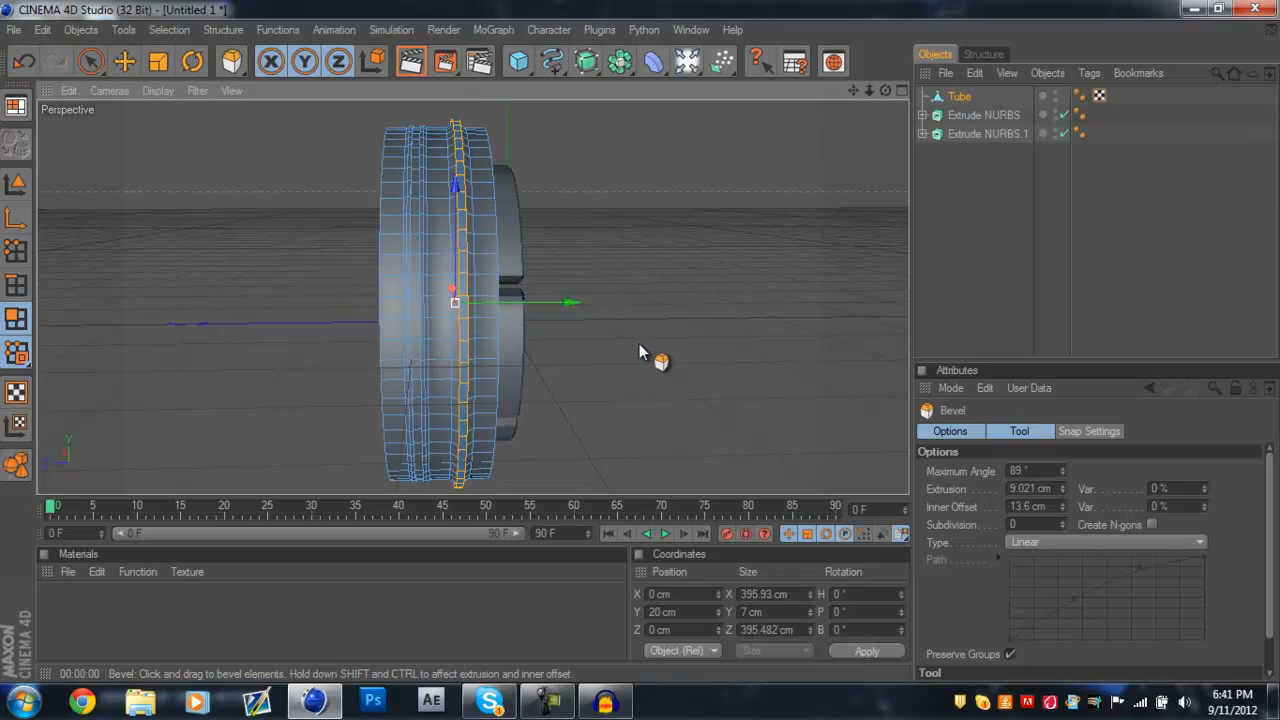 CINEMA 4D Studio (32 Bit) - [Untitled 1 *]
File Edit Objects Tools Selection Structure Functions Animation Simulation Render MoGraph Character Plugins Python Window Help
X Y Z
Objects Structure
Edit Cameras Display Filter View
File Edit View Objects Tags Bookmarks
Perspective
Tube
Extrude NURBS
Extrude NURBS.1
Attributes
Mode Edit User Data
Bevel
Options Tool Snap Settings
Options
Maximum Angle 89 °
Extrusion 9.021 cm Var. 0 %
Inner Offset 13.6 cm Var. 0 %
Subdivision 0 Create N-gons
Type Linear
Path
Preserve Groups
Tool
Y
0 5 10 15 20 25 30 35 40 45 50 55 60 65 70 75 80 85 90 0 F
0 F 0 F 90 F 90 F
Materials
File Edit Function Texture
Coordinates
Position Size Rotation
X 0 cm X 395.93 cm H 0 °
Y 20 cm Y 7 cm P 0 °
Z 0 cm Z 395.482 cm B 0 °
Object (Rel) Size Apply
MAXON
CINEMA 4D
00:00:00 Bevel: Click and drag to bevel elements. Hold down SHIFT and CTRL to affect extrusion and inner offset.
Ps AE
6:41 PM
9/11/2012